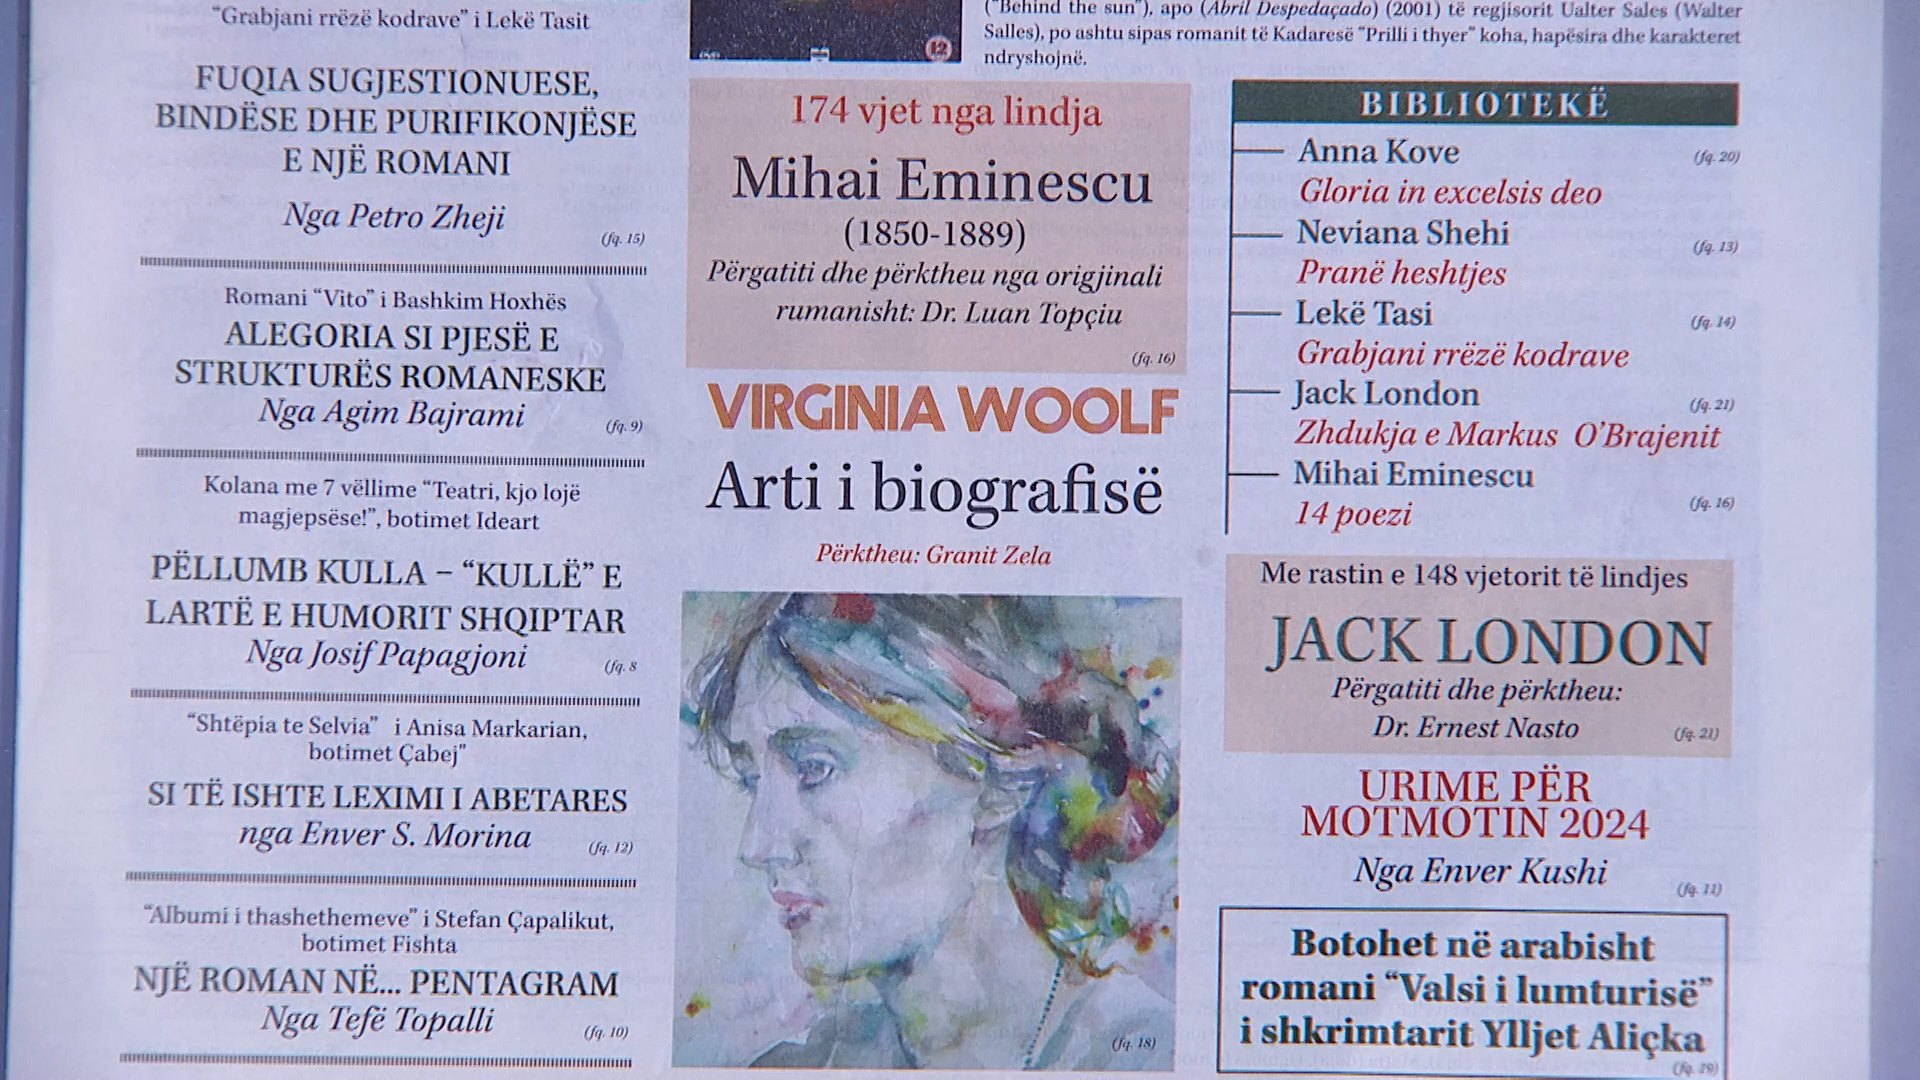 “Grabjani rrëzë kodrave” i Lekë Tasit
FUQIA SUGJESTIONUESE,
BINDËSE DHE PURIFIKONJËSE
E NJË ROMANI
Nga Petro Zheji
(fq. 15)
Romani “Vito” i Bashkim Hoxhës
ALEGORIA SI PJESË E
STRUKTURËS ROMANESKE
Nga Agim Bajrami
(fq. 9)
Kolana me 7 vëllime “Teatri, kjo lojë
magjepsëse!”, botimet Ideart
PËLLUMB KULLA – “KULLË” E
LARTË E HUMORIT SHQIPTAR
Nga Josif Papagjoni
(fq. 8
“Shtëpia te Selvia” i Anisa Markarian,
botimet Çabej”
SI TË ISHTE LEXIMI I ABETARES
nga Enver S. Morina
(fq. 12)
“Albumi i thashethemeve” i Stefan Çapalikut,
botimet Fishta
NJË ROMAN NË... PENTAGRAM
Nga Tefë Topalli
(fq. 10)
12
(“Behind the sun”), apo (Abril Despedaçado) (2001) të regjisorit Ualter Sales (Walter
Salles), po ashtu sipas romanit të Kadaresë “Prilli i thyer” koha, hapësira dhe karakteret
ndryshojnë.
174 vjet nga lindja
Mihai Eminescu
(1850-1889)
Përgatiti dhe përktheu nga origjinali
rumanisht: Dr. Luan Topçiu
(fq. 16)
VIRGINIA WOOLF
Arti i biografisë
Përktheu: Granit Zela
(fq. 18)
BIBLIOTEKË
Anna Kove
(fq. 20)
Gloria in excelsis deo
Neviana Shehi
(fq. 13)
Pranë heshtjes
Lekë Tasi
(fq. 14)
Grabjani rrëzë kodrave
Jack London
(fq. 21)
Zhdukja e Markus O’Brajenit
Mihai Eminescu
(fq. 16)
14 poezi
Me rastin e 148 vjetorit të lindjes
JACK LONDON
Përgatiti dhe përktheu:
Dr. Ernest Nasto
(fq. 21)
URIME PËR
MOTMOTIN 2024
Nga Enver Kushi
(fq. 11)
Botohet në arabisht
romani “Valsi i lumturisë”
i shkrimtarit Ylljet Aliçka
(fq. 19)